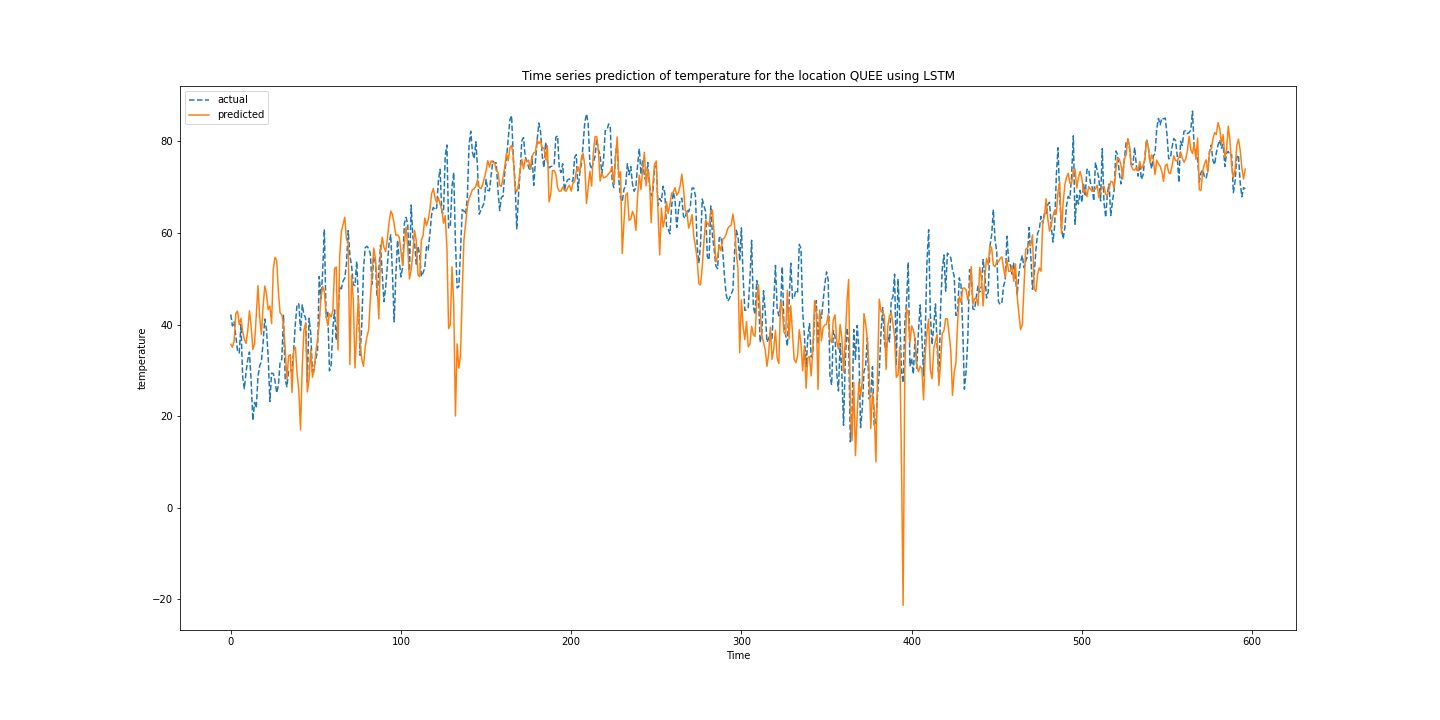 Time series prediction of temperature for the location QUEE using LSTM
actual
predicted
80
60
40
20
0
−20
temperature
0 100 200 300 400 500 600
Time